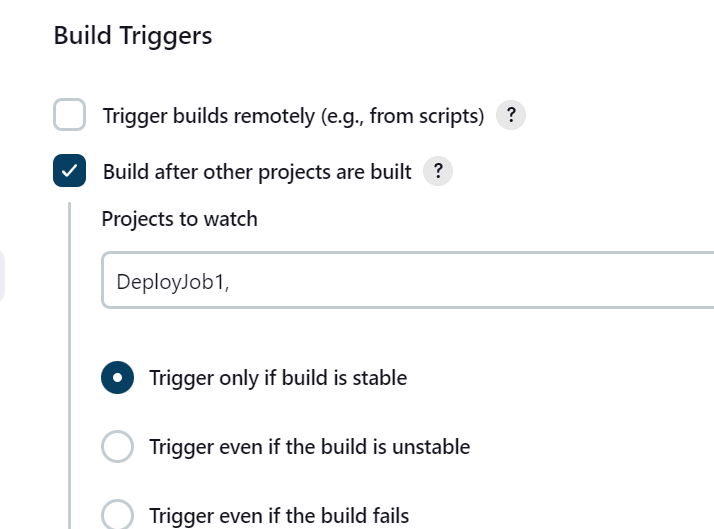 Build Triggers
Trigger builds remotely (e.g., from scripts) ?
Build after other projects are built ?
Projects to watch
DeployJob1,
Trigger only if build is stable
Trigger even if the build is unstable
Trigger even if the build fails